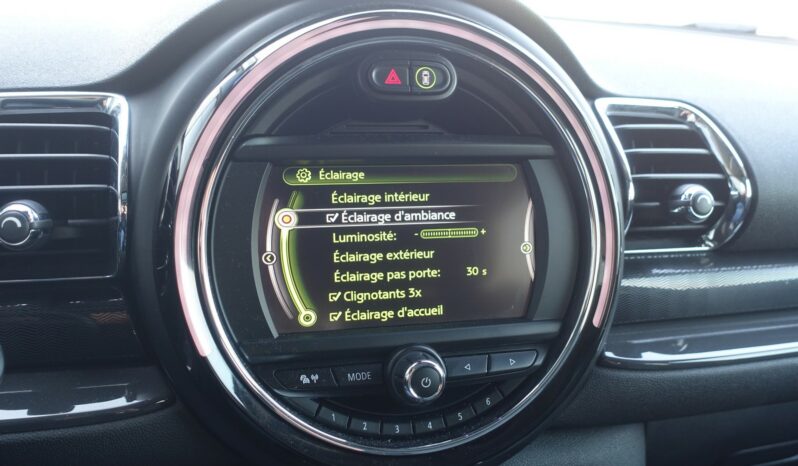 Éclairage
Éclairage intérieur
Éclairage d'ambiance
Luminosité: - +
Éclairage extérieur
Éclairage pas porte: 30 s
Clignotants 3x
Éclairage d'accueil
MODE
1 2 3 4 5 6